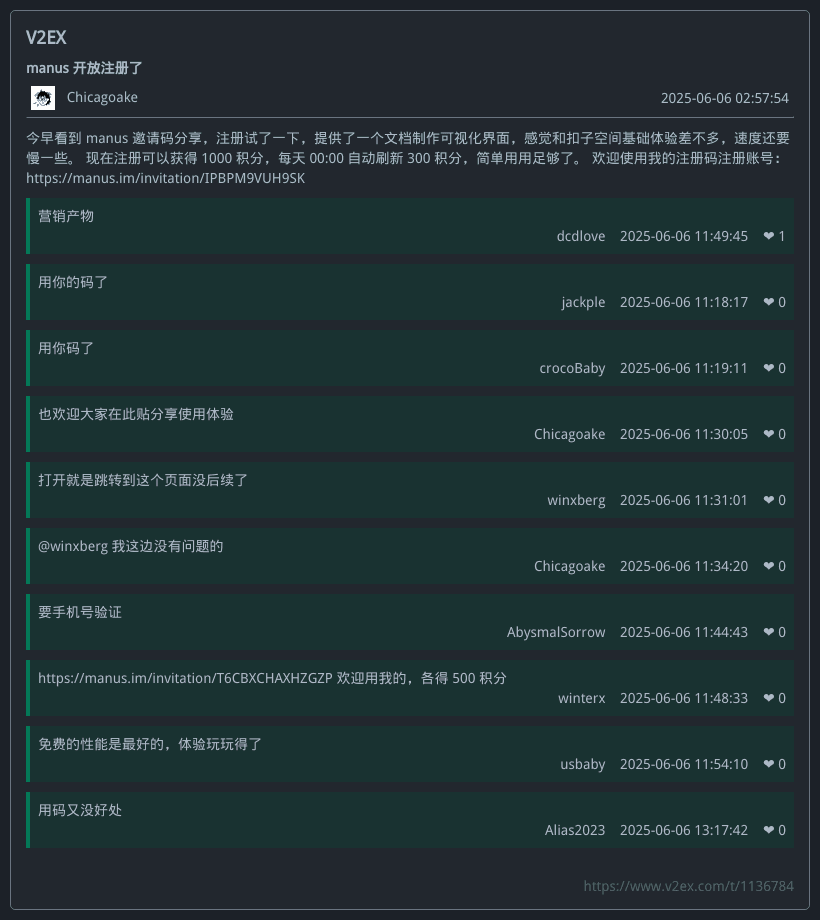 V2EX
manus 开放注册了
Chicagoake 2025-06-06 02:57:54
今早看到 manus 邀请码分享，注册试了一下，提供了一个文档制作可视化界面，感觉和扣子空间基础体验差不多，速度还要
慢一些。 现在注册可以获得 1000 积分，每天 00:00 自动刷新 300 积分，简单用用足够了。 欢迎使用我的注册码注册账号：
https://manus.im/invitation/IPBPM9VUH9SK
营销产物
dcdlove 2025-06-06 11:49:45 ❤ 1
用你的码了
jackple 2025-06-06 11:18:17 ❤ 0
用你码了
crocoBaby 2025-06-06 11:19:11 ❤ 0
也欢迎大家在此贴分享使用体验
Chicagoake 2025-06-06 11:30:05 ❤ 0
打开就是跳转到这个页面没后续了
winxberg 2025-06-06 11:31:01 ❤ 0
@winxberg 我这边没有问题的
Chicagoake 2025-06-06 11:34:20 ❤ 0
要手机号验证
AbysmalSorrow 2025-06-06 11:44:43 ❤ 0
https://manus.im/invitation/T6CBXCHAXHZGZP 欢迎用我的，各得 500 积分
winterx 2025-06-06 11:48:33 ❤ 0
免费的性能是最好的，体验玩玩得了
usbaby 2025-06-06 11:54:10 ❤ 0
用码又没好处
Alias2023 2025-06-06 13:17:42 ❤ 0
https://www.v2ex.com/t/1136784